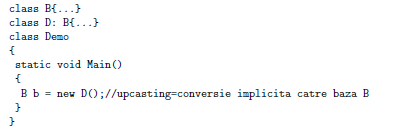 class B{...}
class D: B{...}
class Demo
{
static void Main()
{
B b = new D();//upcasting=conversie implicita catre baza B
}
}